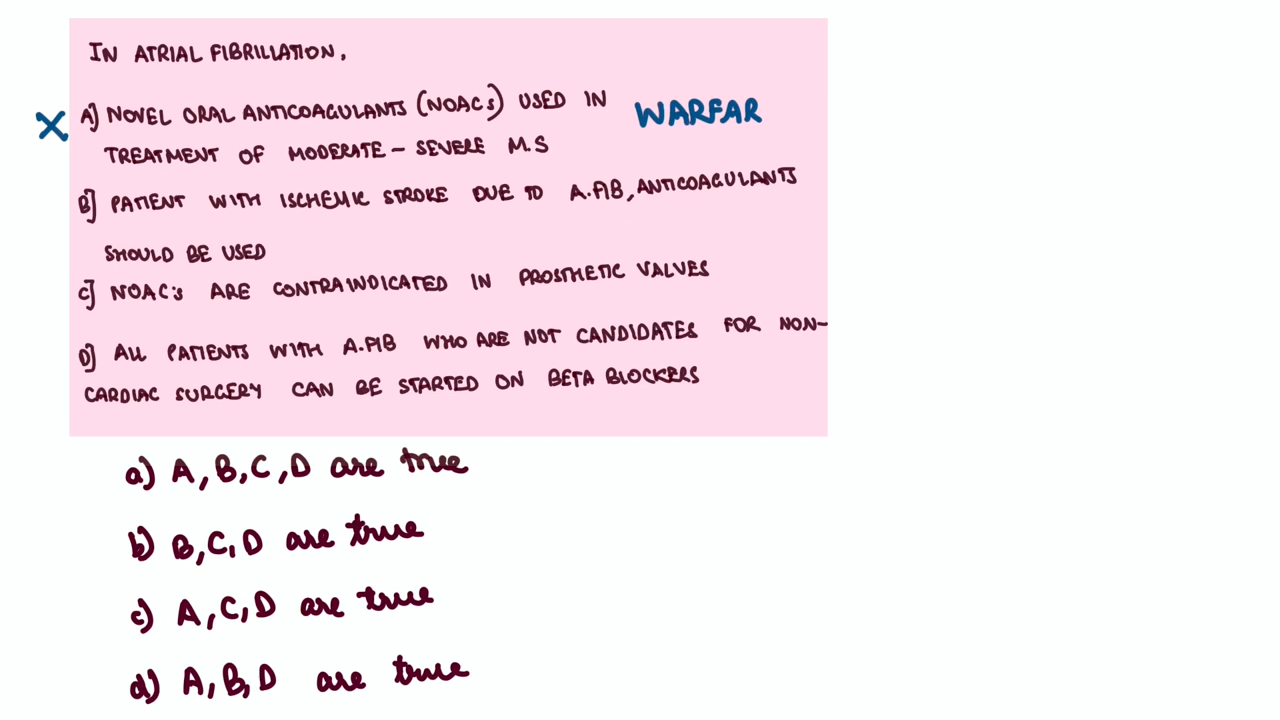 IN ATRIAL FIBRILLATION,
X A] NOVEL ORAL ANTICOAGULANTS (NOACs) USED IN WARFAR
TREATMENT OF MODERATE - SEVERE M.S
B] PATIENT WITH ISCHEMIC STROKE DUE TO A.FIB, ANTICOAGULANTS
SHOULD BE USED
C] NOAC's ARE CONTRAINDICATED IN PROSTHETIC VALVES
D] ALL PATIENTS WITH A.FIB WHO ARE NOT CANDIDATES FOR NON-
CARDIAC SURGERY CAN BE STARTED ON BETA BLOCKERS
a) A, B, C, D are true
b) B, C, D are true
c) A, C, D are true
d) A, B, D are true